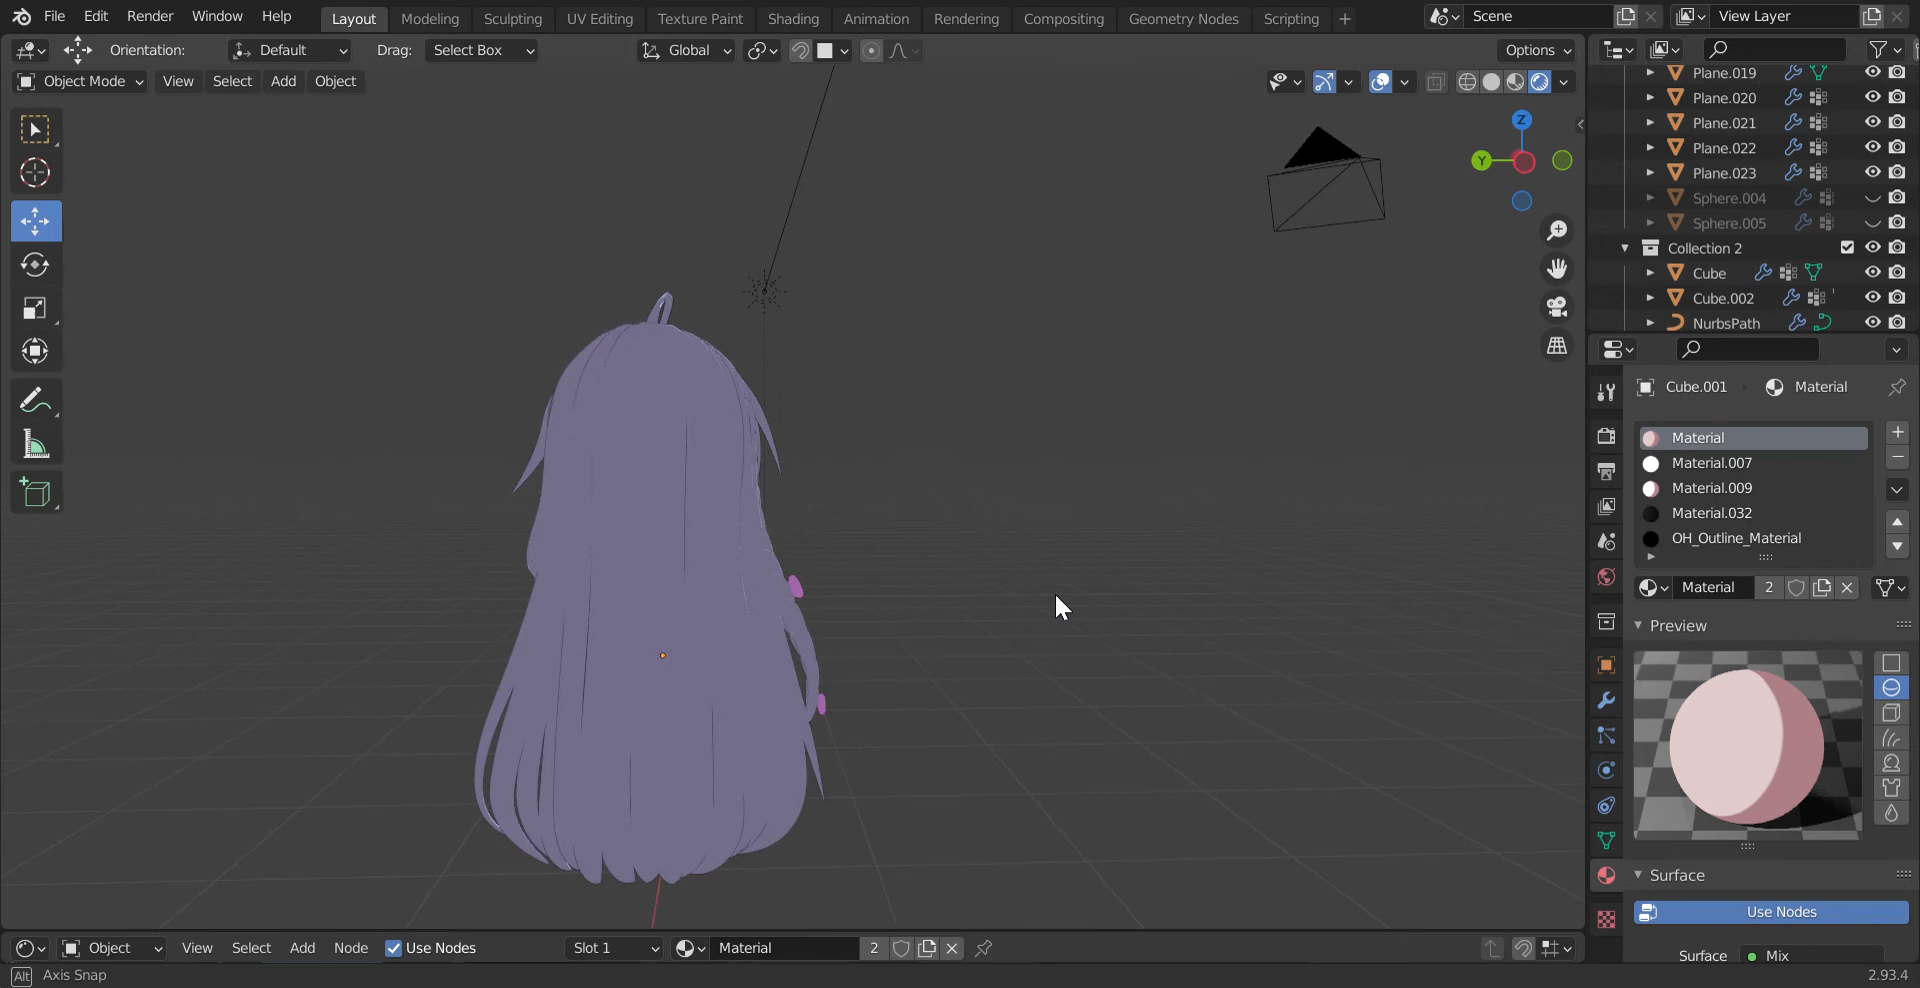 File Edit Render Window Help Layout Modeling Sculpting UV Editing Texture Paint Shading Animation Rendering Compositing Geometry Nodes Scripting + Scene View Layer
Orientation: Default Drag: Select Box Global Options
Object Mode View Select Add Object
Z
Y
Plane.019
Plane.020
Plane.021
Plane.022
Plane.023
Sphere.004
Sphere.005
Collection 2
Cube
Cube.002
NurbsPath
Cube.001 Material
Material
Material.007
Material.009
Material.032
OH_Outline_Material
Material 2
Preview
Surface
Use Nodes
Surface Mix
Object View Select Add Node Use Nodes Slot 1 Material 2
Alt Axis Snap 2.93.4